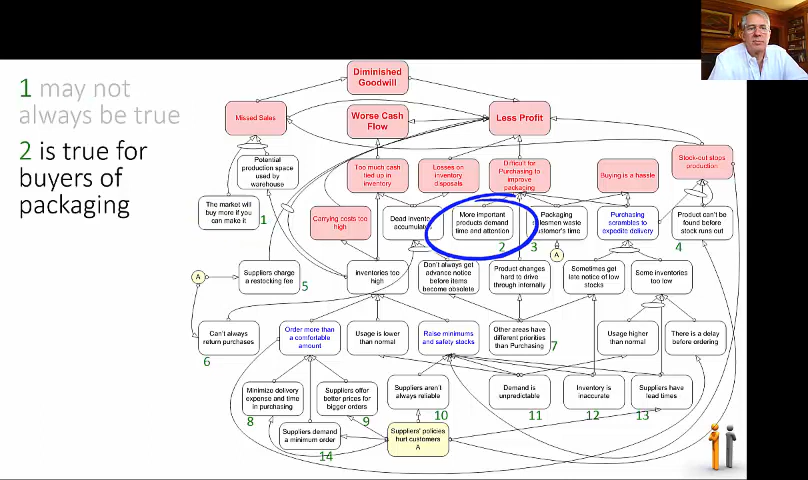 1 may not
always be true
2 is true for
buyers of
packaging
Diminished
Goodwill
Missed Sales
Worse Cash
Flow
Less Profit
Potential
production space
used by
warehouse
Too much cash
tied up in
inventory
Losses on
inventory
disposals
Difficult for
Purchasing to
improve
packaging
Buying is a hassle
Stock-out stops
production
The market will
buy more if you
can make it
1
Carrying costs too
high
Dead inventory
accumulates
More important
products demand
time and attention
2
Packaging
salesmen waste
customer's time
3
Purchasing
scrambles to
expedite delivery
Product can't be
found before
stock runs out
4
A
A
Suppliers charge
a restocking fee
5
Inventories too
high
Don't always get
advance notice
before items
become obsolete
Product changes
hard to drive
through internally
Sometimes get
late notice of low
stocks
Some inventories
too low
Can't always
return purchases
6
Order more than
a comfortable
amount
Usage is lower
than normal
Raise minimums
and safety stocks
Other areas have
different priorities
than Purchasing
7
Usage higher
than normal
There is a delay
before ordering
Minimize delivery
expense and time
in purchasing
8
Suppliers offer
better prices for
bigger orders
9
Suppliers aren't
always reliable
10
Demand is
unpredictable
11
Inventory is
inaccurate
12
Suppliers have
lead times
13
Suppliers demand
a minimum order
14
Suppliers' policies
hurt customers
A